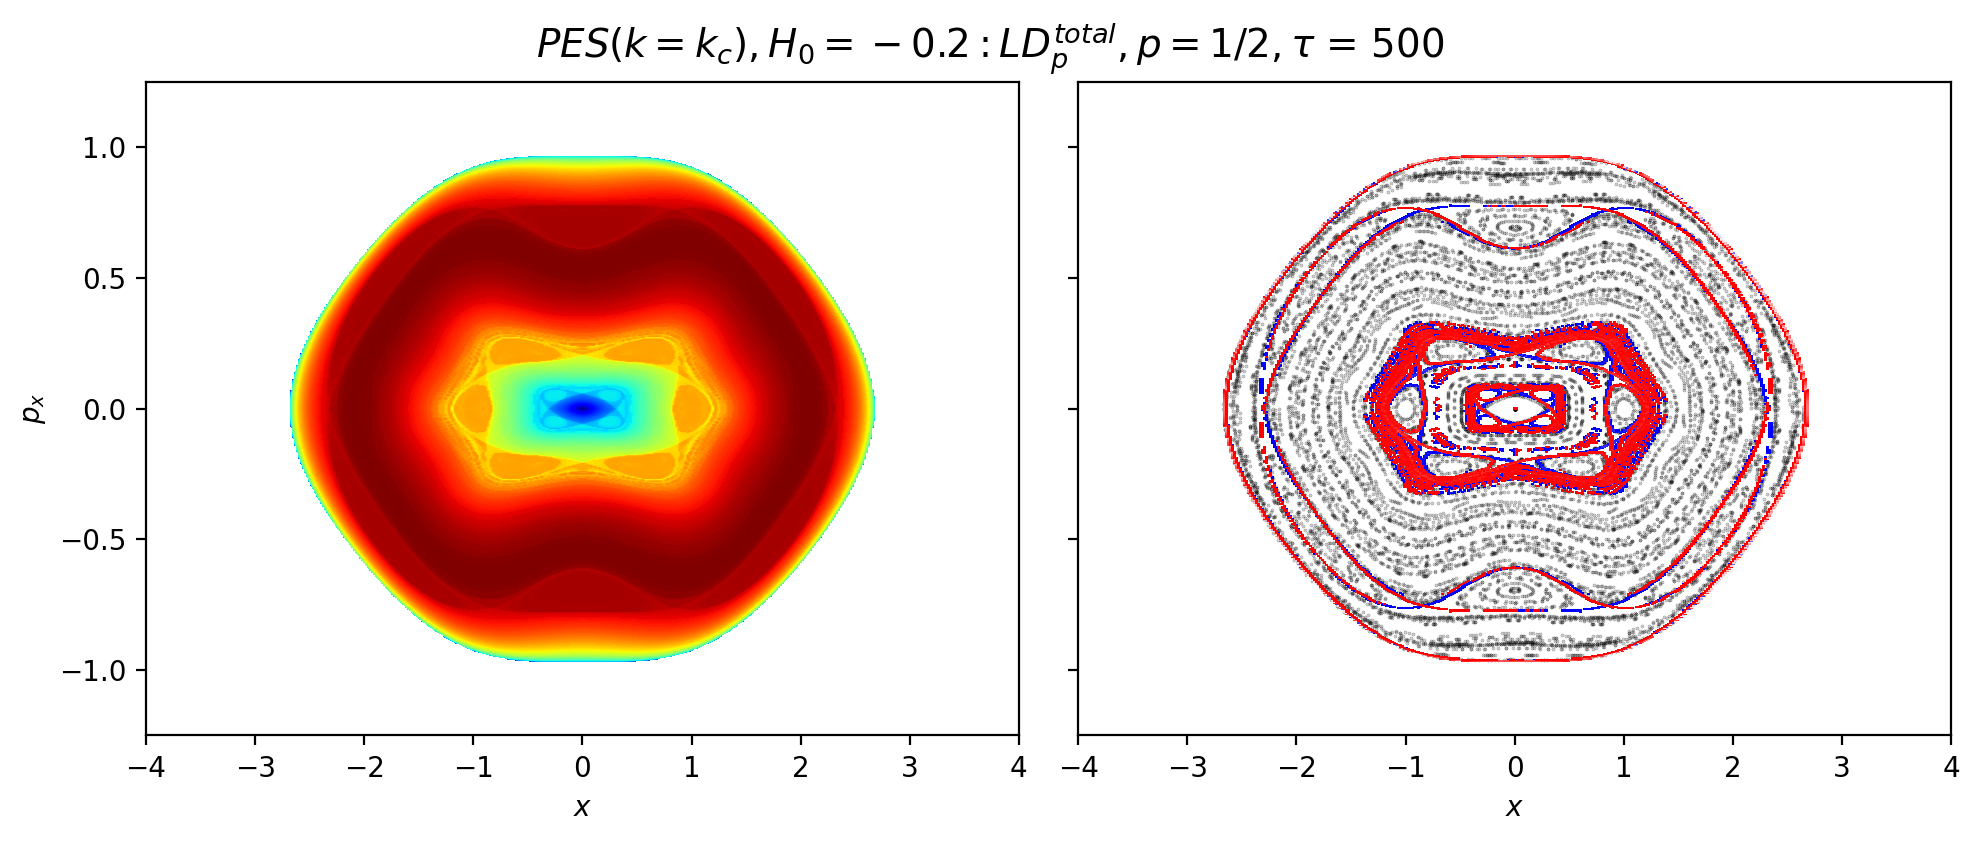 PES(k = k_c), H_0 = −0.2 : LD_p^{total}, p = 1/2, τ = 500
1.0
0.5
0.0
−0.5
−1.0
p_x
−4 −3 −2 −1 0 1 2 3 4
−4 −3 −2 −1 0 1 2 3 4
x
x